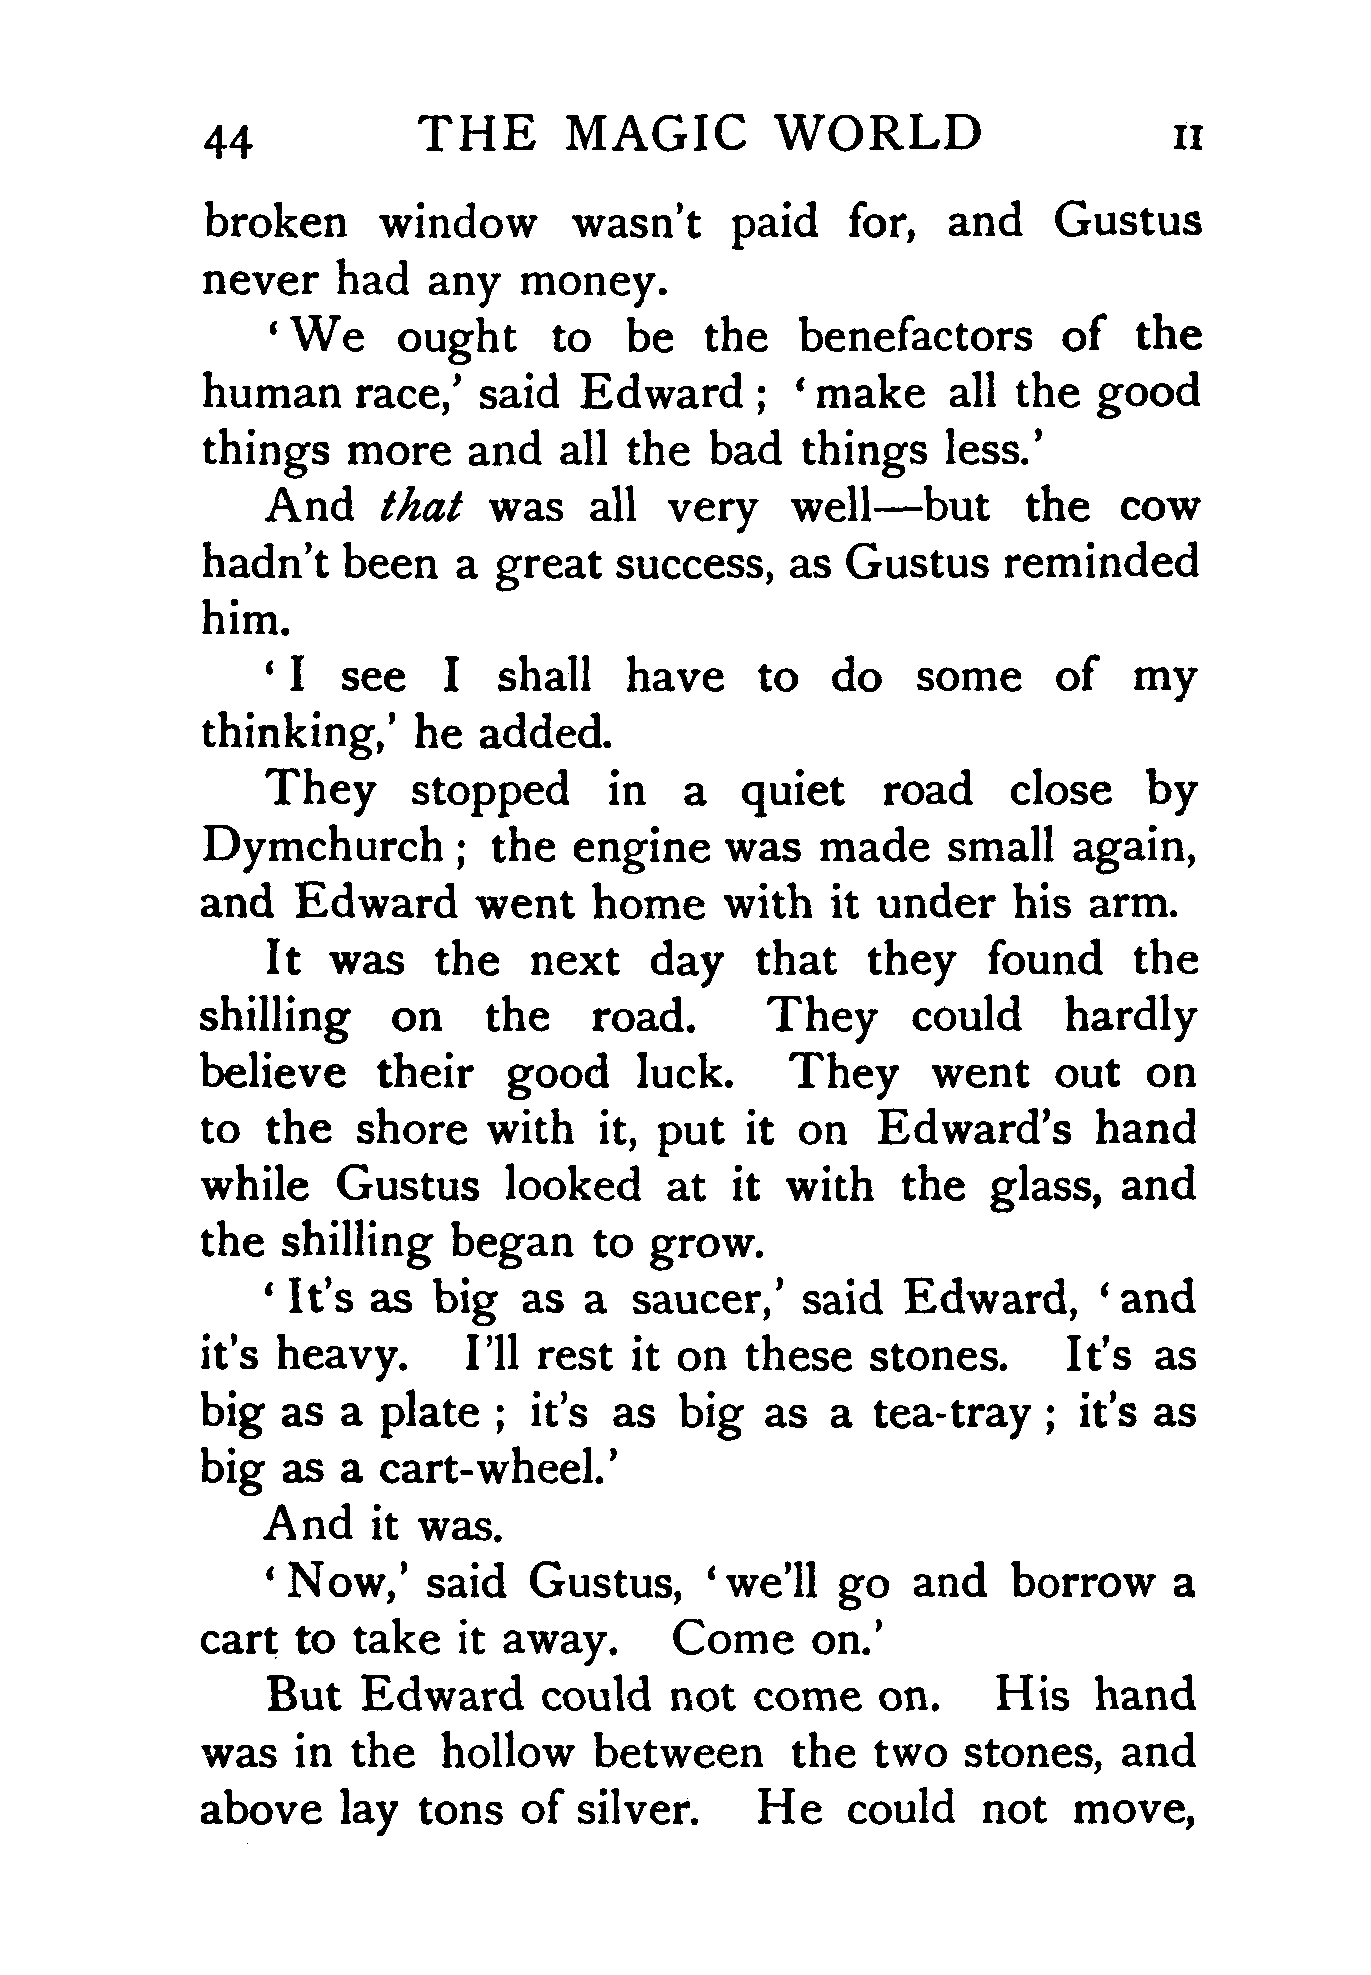 44 THE MAGIC WORLD II
broken window wasn't paid for, and Gustus
never had any money.
‘We ought to be the benefactors of the
human race,’ said Edward; ‘make all the good
things more and all the bad things less.’
And that was all very well—but the cow
hadn't been a great success, as Gustus reminded
him.
‘I see I shall have to do some of my
thinking,’ he added.
They stopped in a quiet road close by
Dymchurch; the engine was made small again,
and Edward went home with it under his arm.
It was the next day that they found the
shilling on the road. They could hardly
believe their good luck. They went out on
to the shore with it, put it on Edward's hand
while Gustus looked at it with the glass, and
the shilling began to grow.
‘It's as big as a saucer,’ said Edward, ‘and
it's heavy. I'll rest it on these stones. It's as
big as a plate; it's as big as a tea-tray; it's as
big as a cart-wheel.’
And it was.
‘Now,’ said Gustus, ‘we'll go and borrow a
cart to take it away. Come on.’
But Edward could not come on. His hand
was in the hollow between the two stones, and
above lay tons of silver. He could not move,